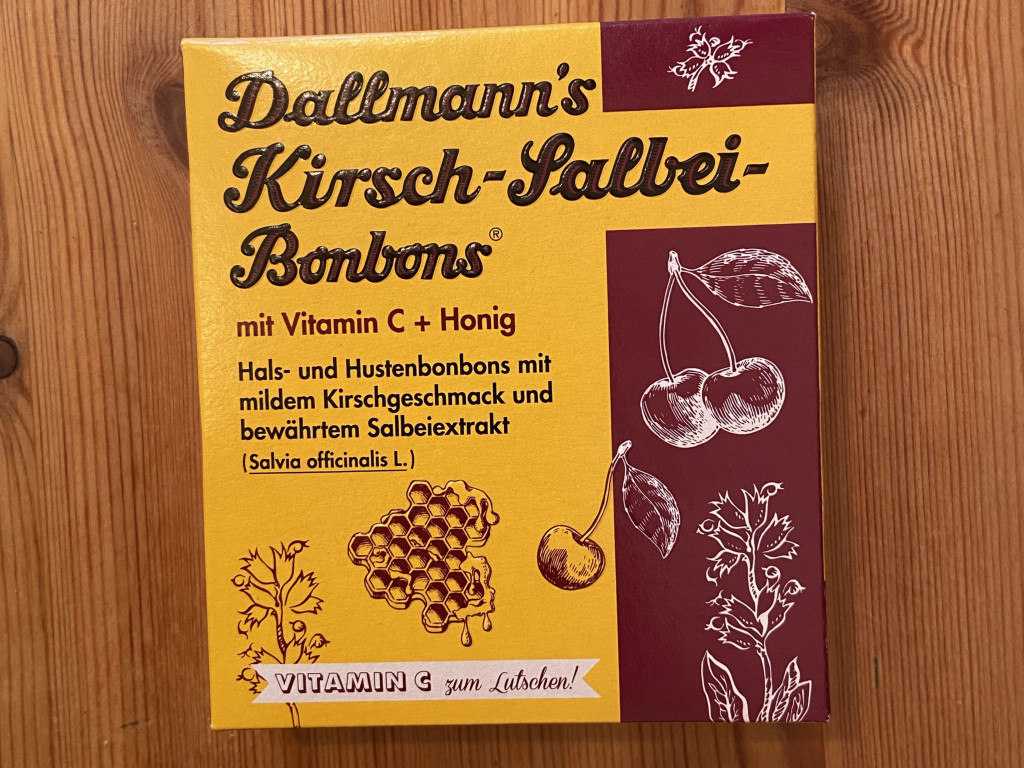 Dallmann's
Kirsch-Salbei-
Bonbons®
mit Vitamin C + Honig
Hals- und Hustenbonbons mit
mildem Kirschgeschmack und
bewährtem Salbeiextrakt
(Salvia officinalis L.)
VITAMIN C zum Lutschen!